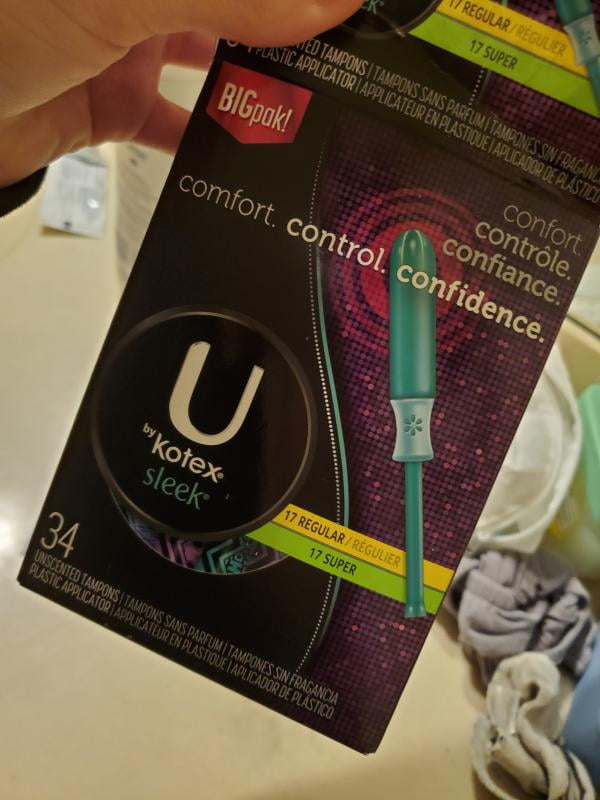 17 REGULAR / RÉGULIER
17 SUPER
UNSCENTED TAMPONS | TAMPONS SANS PARFUM | TAMPONES SIN FRAGANCIA
PLASTIC APPLICATOR | APPLICATEUR EN PLASTIQUE | APLICADOR DE PLÁSTICO
BIGpak!
comfort. control. confidence.
confort.
contrôle.
confiance.
U
by Kotex®
sleek®
17 REGULAR / RÉGULIER
17 SUPER
34
UNSCENTED TAMPONS | TAMPONS SANS PARFUM | TAMPONES SIN FRAGANCIA
PLASTIC APPLICATOR | APPLICATEUR EN PLASTIQUE | APLICADOR DE PLÁSTICO